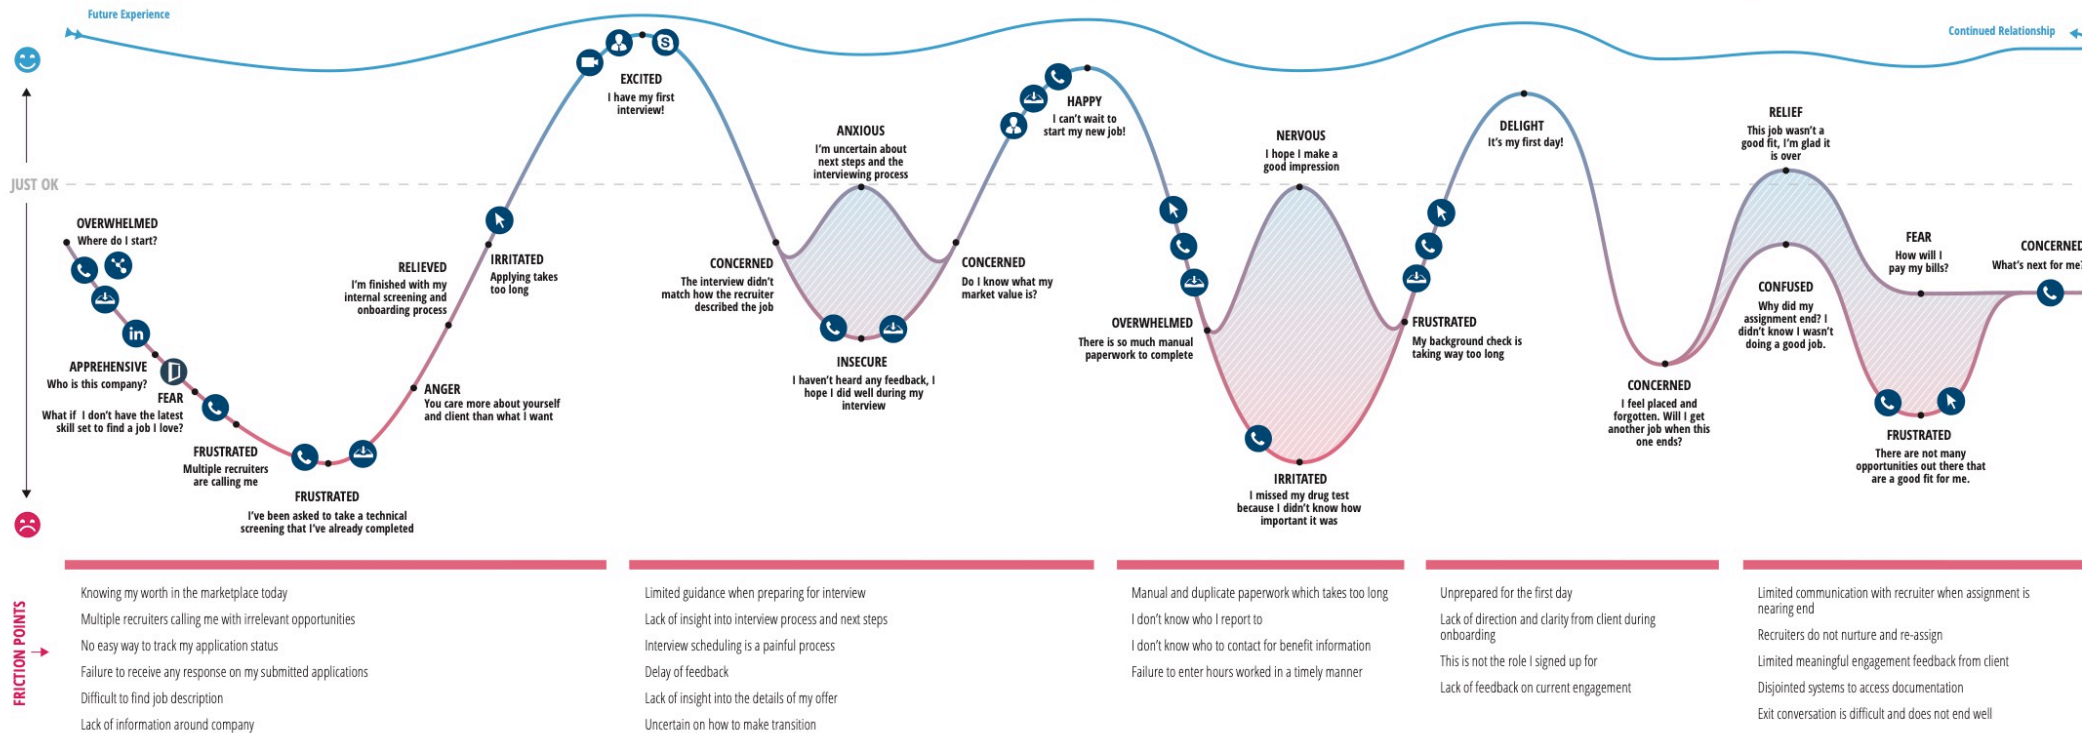 Future Experience
Continued Relationship
JUST OK
OVERWHELMED
Where do I start?
in
APPREHENSIVE
Who is this company?
FEAR
What if I don't have the latest
skill set to find a job I love?
FRUSTRATED
Multiple recruiters
are calling me
FRUSTRATED
I've been asked to take a technical
screening that I've already completed
ANGER
You care more about yourself
and client than what I want
RELIEVED
I'm finished with my
internal screening and
onboarding process
IRRITATED
Applying takes
too long
S
EXCITED
I have my first
interview!
CONCERNED
The interview didn't
match how the recruiter
described the job
ANXIOUS
I'm uncertain about
next steps and the
interviewing process
INSECURE
I haven't heard any feedback, I
hope I did well during my
interview
CONCERNED
Do I know what my
market value is?
HAPPY
I can't wait to
start my new job!
OVERWHELMED
There is so much manual
paperwork to complete
NERVOUS
I hope I make a
good impression
IRRITATED
I missed my drug test
because I didn't know how
important it was
FRUSTRATED
My background check is
taking way too long
DELIGHT
It's my first day!
CONCERNED
I feel placed and
forgotten. Will I get
another job when this
one ends?
RELIEF
This job wasn't a
good fit, I'm glad it
is over
CONFUSED
Why did my
assignment end? I
didn't know I wasn't
doing a good job.
FEAR
How will I
pay my bills?
FRUSTRATED
There are not many
opportunities out there that
are a good fit for me.
CONCERNED
What's next for me?
FRICTION POINTS
Knowing my worth in the marketplace today
Multiple recruiters calling me with irrelevant opportunities
No easy way to track my application status
Failure to receive any response on my submitted applications
Difficult to find job description
Lack of information around company
Limited guidance when preparing for interview
Lack of insight into interview process and next steps
Interview scheduling is a painful process
Delay of feedback
Lack of insight into the details of my offer
Uncertain on how to make transition
Manual and duplicate paperwork which takes too long
I don't know who I report to
I don't know who to contact for benefit information
Failure to enter hours worked in a timely manner
Unprepared for the first day
Lack of direction and clarity from client during
onboarding
This is not the role I signed up for
Lack of feedback on current engagement
Limited communication with recruiter when assignment is
nearing end
Recruiters do not nurture and re-assign
Limited meaningful engagement feedback from client
Disjointed systems to access documentation
Exit conversation is difficult and does not end well